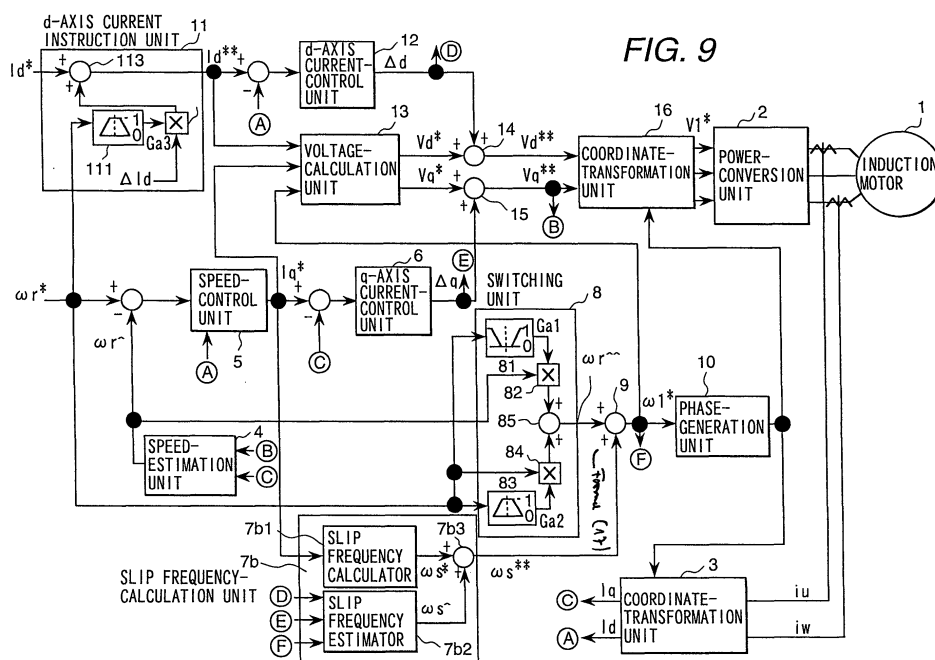 FIG. 9
d-AXIS CURRENT
INSTRUCTION UNIT
11
Id*
+
113
+
Id**
111
1
0
Ga3
×
ΔId
+
-
A
d-AXIS
CURRENT-
CONTROL
UNIT
12
Δd
D
13
VOLTAGE-
CALCULATION
UNIT
Vd*
Vq*
+
+
14
+
+
15
Vd**
Vq**
B
16
COORDINATE-
TRANSFORMATION
UNIT
V1*
2
POWER-
CONVERSION
UNIT
1
INDUCTION
MOTOR
ωr*
+
-
ωr^
SPEED-
CONTROL
UNIT
5
A
Iq*
+
-
C
6
q-AXIS
CURRENT-
CONTROL
UNIT
Δq
E
SWITCHING
UNIT
8
1
0
Ga1
81
×
82
+
85
+
84
×
83
1
0
Ga2
ωr^^
+
9
+
ω1*
F
10
PHASE-
GENERATION
UNIT
4
SPEED-
ESTIMATION
UNIT
B
C
7b1
7b
SLIP
FREQUENCY
CALCULATOR
ωs*
+
7b3
+
ωs**
SLIP FREQUENCY-
CALCULATION UNIT
D
E
F
SLIP
FREQUENCY
ESTIMATOR
ωs^
7b2
3
COORDINATE-
TRANSFORMATION
UNIT
C
Iq
A
Id
iu
iw